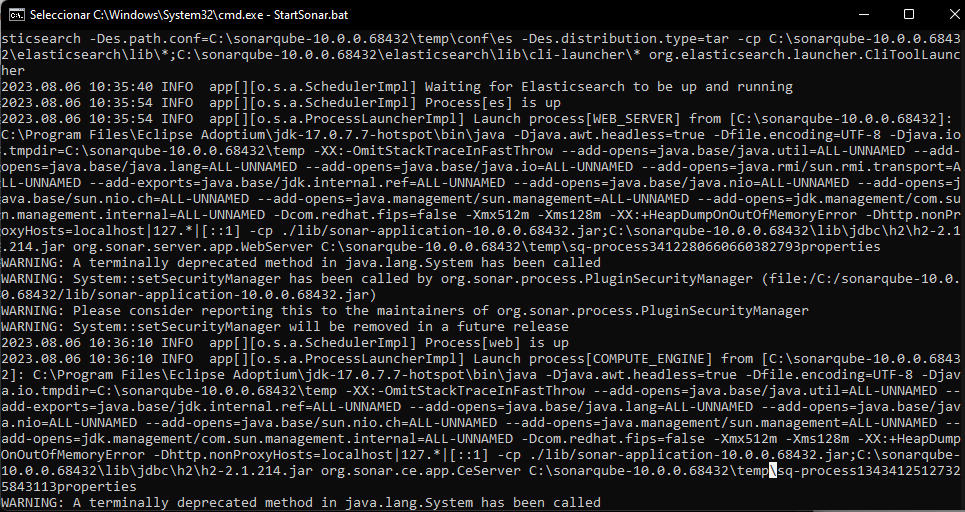 Seleccionar C:\Windows\System32\cmd.exe - StartSonar.bat
sticsearch -Des.path.conf=C:\sonarqube-10.0.0.68432\temp\conf\es -Des.distribution.type=tar -cp C:\sonarqube-10.0.0.6843
2\elasticsearch\lib\*;C:\sonarqube-10.0.0.68432\elasticsearch\lib\cli-launcher\* org.elasticsearch.launcher.CliToolLaunc
her
2023.08.06 10:35:40 INFO  app[][o.s.a.SchedulerImpl] Waiting for Elasticsearch to be up and running
2023.08.06 10:35:54 INFO  app[][o.s.a.SchedulerImpl] Process[es] is up
2023.08.06 10:35:54 INFO  app[][o.s.a.ProcessLauncherImpl] Launch process[WEB_SERVER] from [C:\sonarqube-10.0.0.68432]:
C:\Program Files\Eclipse Adoptium\jdk-17.0.7.7-hotspot\bin\java -Djava.awt.headless=true -Dfile.encoding=UTF-8 -Djava.io
.tmpdir=C:\sonarqube-10.0.0.68432\temp -XX:-OmitStackTraceInFastThrow --add-opens=java.base/java.util=ALL-UNNAMED --add-
opens=java.base/java.lang=ALL-UNNAMED --add-opens=java.base/java.io=ALL-UNNAMED --add-opens=java.rmi/sun.rmi.transport=A
LL-UNNAMED --add-exports=java.base/jdk.internal.ref=ALL-UNNAMED --add-opens=java.base/java.nio=ALL-UNNAMED --add-opens=j
ava.base/sun.nio.ch=ALL-UNNAMED --add-opens=java.management/sun.management=ALL-UNNAMED --add-opens=jdk.management/com.su
n.management.internal=ALL-UNNAMED -Dcom.redhat.fips=false -Xmx512m -Xms128m -XX:+HeapDumpOnOutOfMemoryError -Dhttp.nonPr
oxyHosts=localhost|127.*|[::1] -cp ./lib/sonar-application-10.0.0.68432.jar;C:\sonarqube-10.0.0.68432\lib\jdbc\h2\h2-2.1
.214.jar org.sonar.server.app.WebServer C:\sonarqube-10.0.0.68432\temp\sq-process3412280660660382793properties
WARNING: A terminally deprecated method in java.lang.System has been called
WARNING: System::setSecurityManager has been called by org.sonar.process.PluginSecurityManager (file:/C:/sonarqube-10.0.
0.68432/lib/sonar-application-10.0.0.68432.jar)
WARNING: Please consider reporting this to the maintainers of org.sonar.process.PluginSecurityManager
WARNING: System::setSecurityManager will be removed in a future release
2023.08.06 10:36:10 INFO  app[][o.s.a.SchedulerImpl] Process[web] is up
2023.08.06 10:36:10 INFO  app[][o.s.a.ProcessLauncherImpl] Launch process[COMPUTE_ENGINE] from [C:\sonarqube-10.0.0.6843
2]: C:\Program Files\Eclipse Adoptium\jdk-17.0.7.7-hotspot\bin\java -Djava.awt.headless=true -Dfile.encoding=UTF-8 -Djav
a.io.tmpdir=C:\sonarqube-10.0.0.68432\temp -XX:-OmitStackTraceInFastThrow --add-opens=java.base/java.util=ALL-UNNAMED --
add-exports=java.base/jdk.internal.ref=ALL-UNNAMED --add-opens=java.base/java.lang=ALL-UNNAMED --add-opens=java.base/jav
a.nio=ALL-UNNAMED --add-opens=java.base/sun.nio.ch=ALL-UNNAMED --add-opens=java.management/sun.management=ALL-UNNAMED --
add-opens=jdk.management/com.sun.management.internal=ALL-UNNAMED -Dcom.redhat.fips=false -Xmx512m -Xms128m -XX:+HeapDump
OnOutOfMemoryError -Dhttp.nonProxyHosts=localhost|127.*|[::1] -cp ./lib/sonar-application-10.0.0.68432.jar;C:\sonarqube-
10.0.0.68432\lib\jdbc\h2\h2-2.1.214.jar org.sonar.ce.app.CeServer C:\sonarqube-10.0.0.68432\temp\sq-process1343412512732
5843113properties
WARNING: A terminally deprecated method in java.lang.System has been called